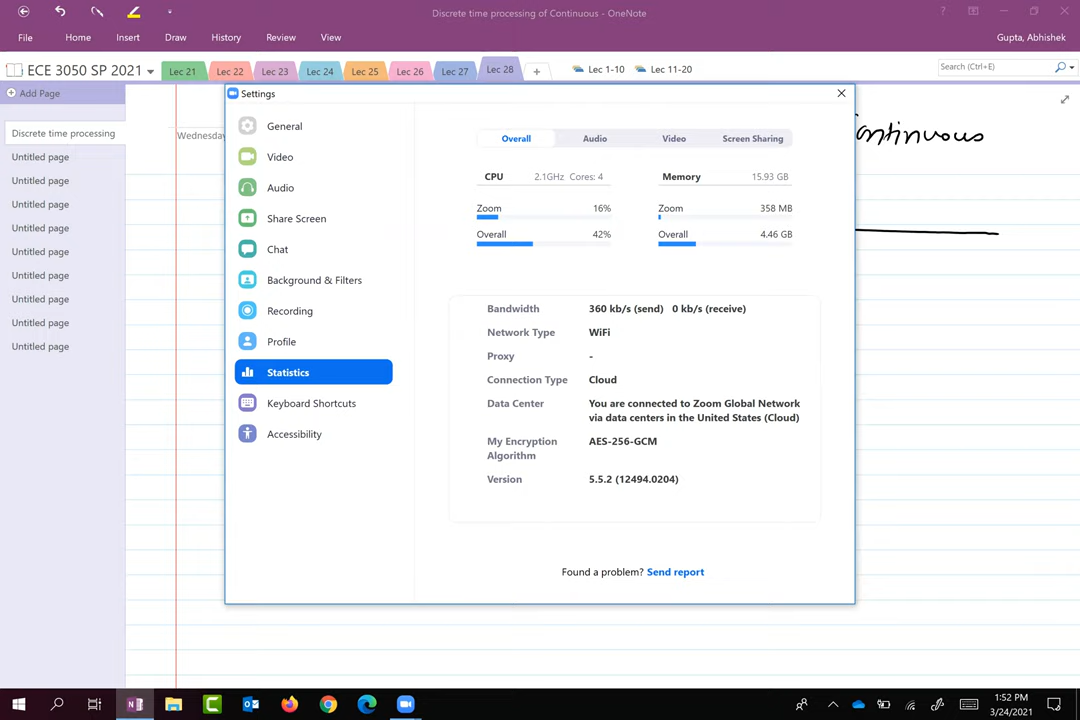 Discrete time processing of Continuous - OneNote
?
File
Home
Insert
Draw
History
Review
View
Gupta, Abhishek
ECE 3050 SP 2021
Lec 21
Lec 22
Lec 23
Lec 24
Lec 25
Lec 26
Lec 27
Lec 28
+
Lec 1-10
Lec 11-20
Search (Ctrl+E)
Add Page
Discrete time processing
Untitled page
Untitled page
Untitled page
Untitled page
Untitled page
Untitled page
Untitled page
Untitled page
Untitled page
Wednesday
Continuous
Settings
General
Video
Audio
Share Screen
Chat
Background & Filters
Recording
Profile
Statistics
Keyboard Shortcuts
Accessibility
Overall
Audio
Video
Screen Sharing
CPU 2.1GHz Cores: 4
Memory 15.93 GB
Zoom 16%
Zoom 358 MB
Overall 42%
Overall 4.46 GB
Bandwidth 360 kb/s (send) 0 kb/s (receive)
Network Type WiFi
Proxy -
Connection Type Cloud
Data Center You are connected to Zoom Global Network
via data centers in the United States (Cloud)
My Encryption AES-256-GCM
Algorithm
Version 5.5.2 (12494.0204)
Found a problem? Send report
1:52 PM
3/24/2021